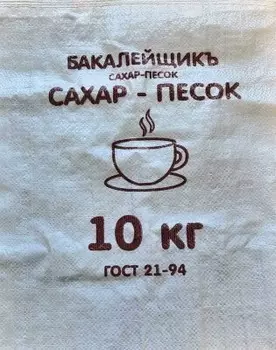 БАКАЛЕЙЩИКЪ
САХАР-ПЕСОК
САХАР - ПЕСОК
10 кг
ГОСТ 21-94